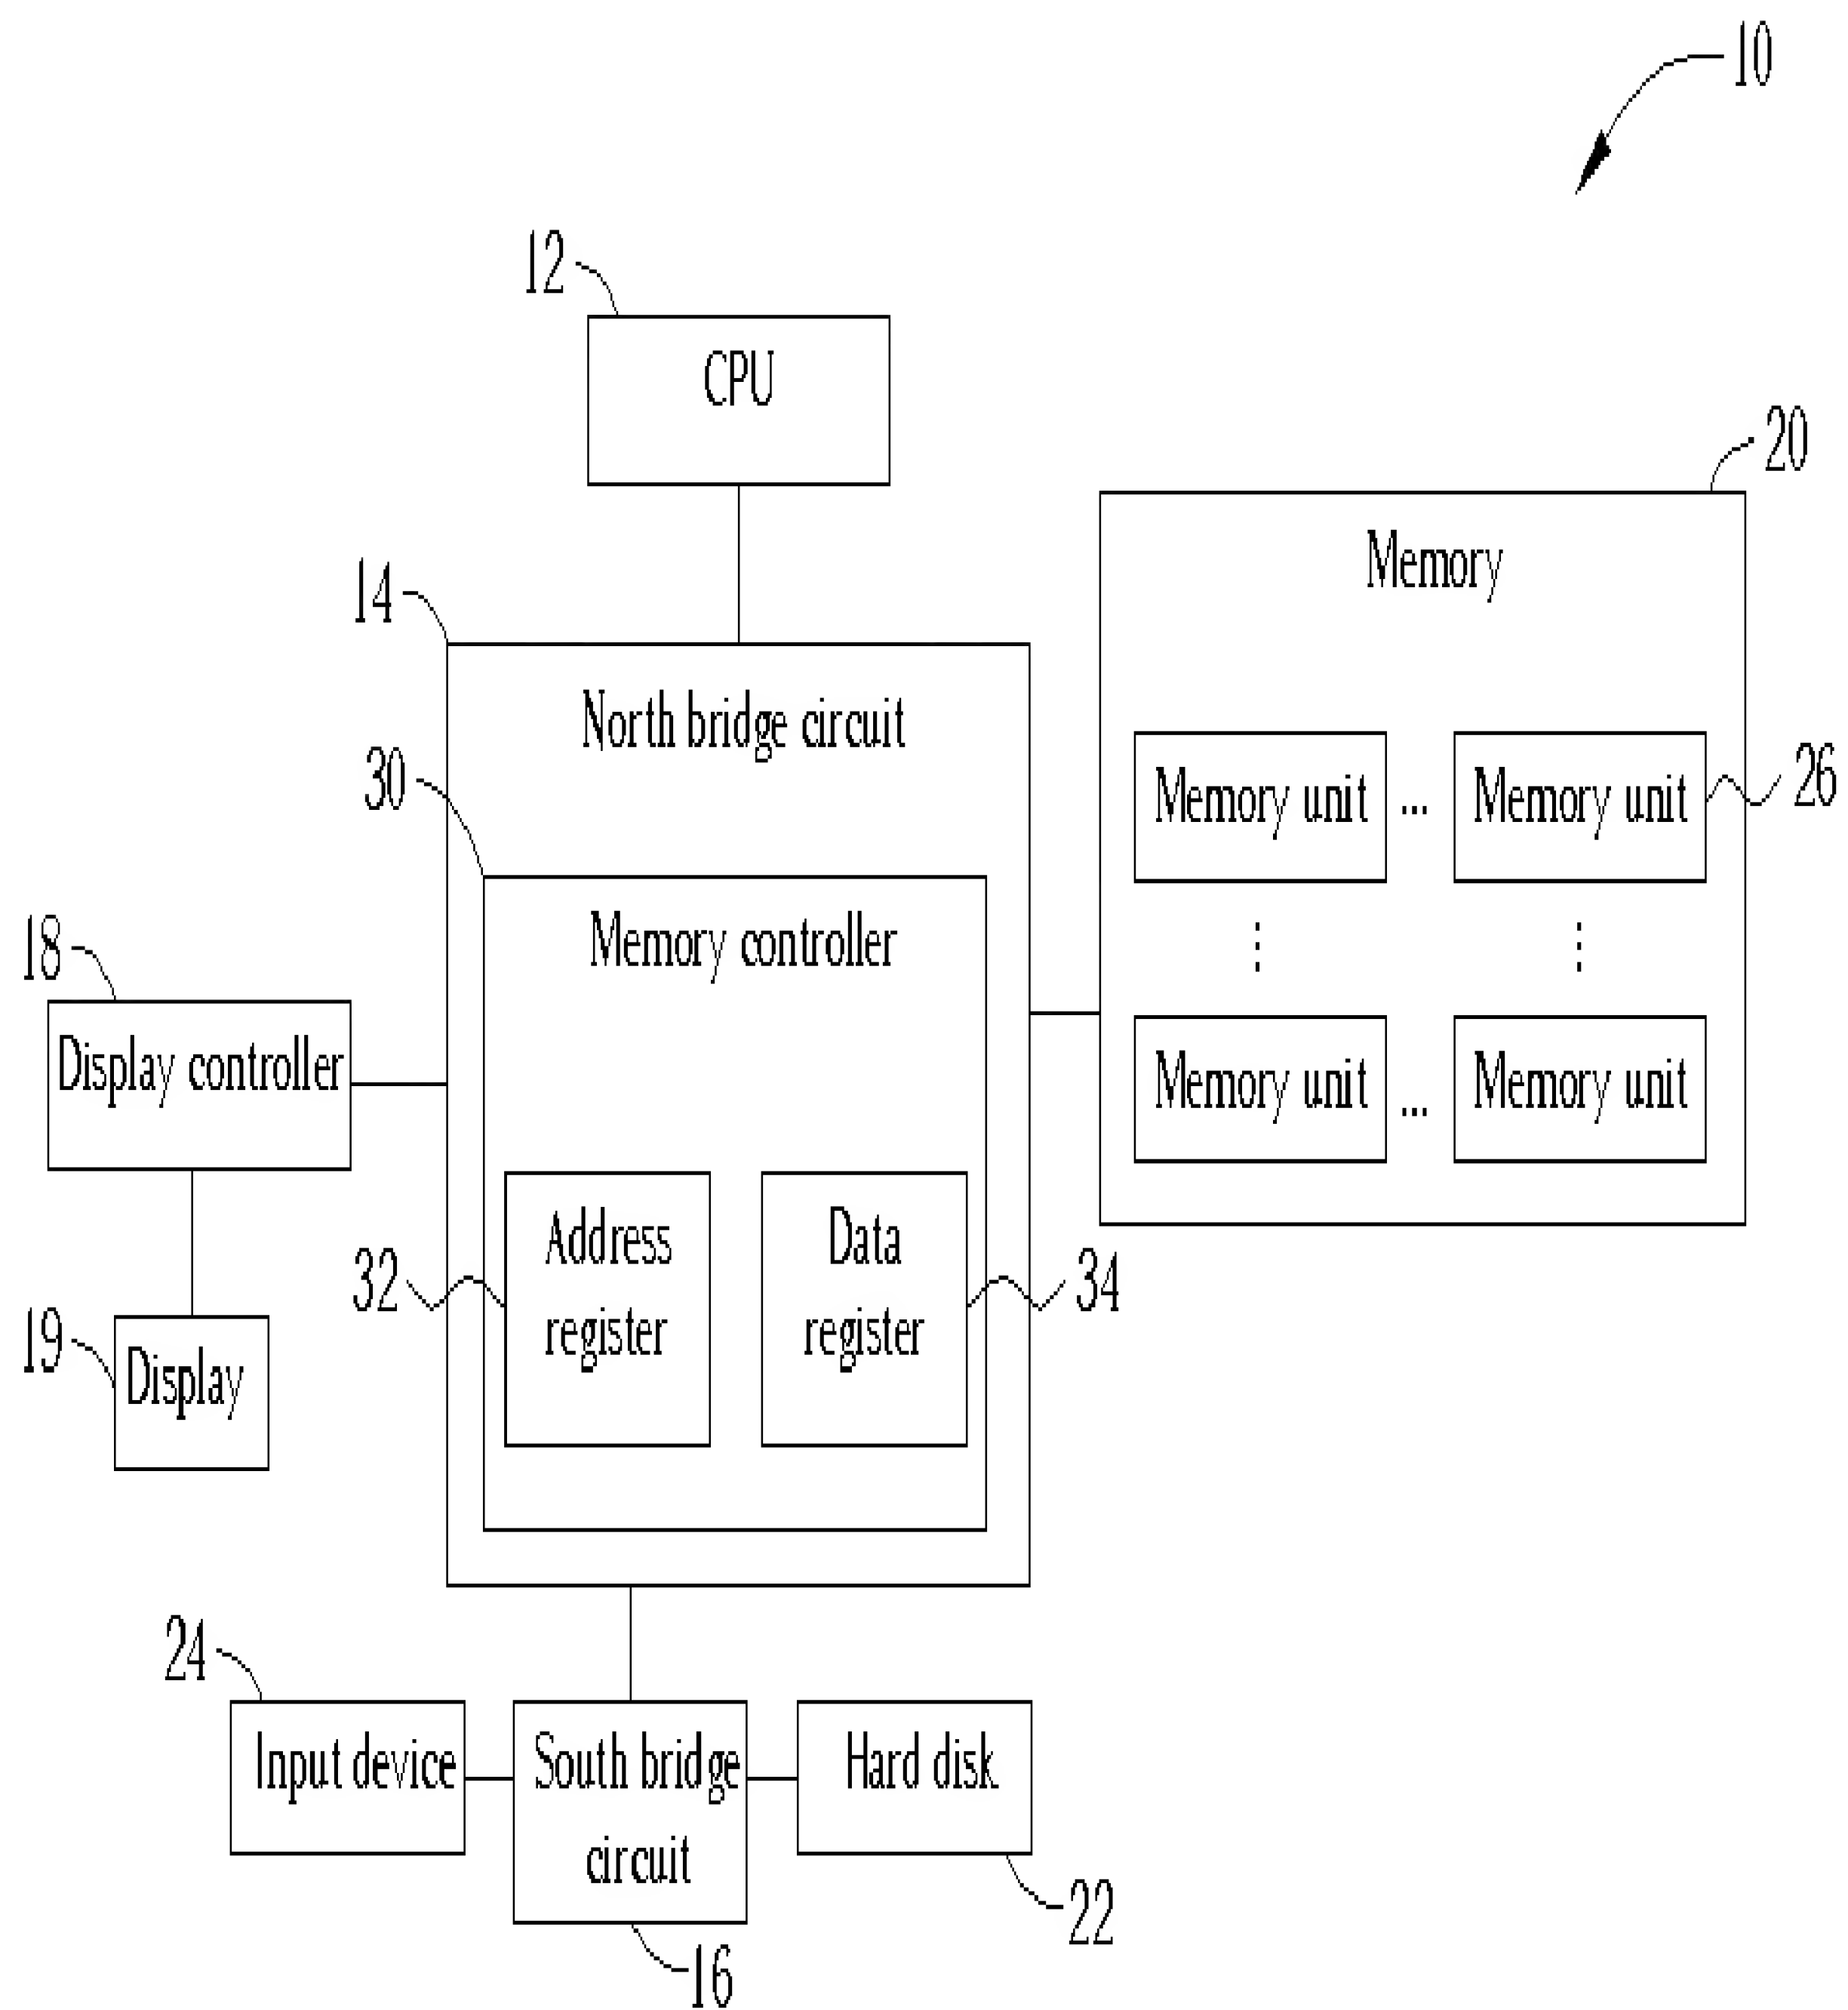 10
12
CPU
20
Memory
14
North bridge circuit
30
Memory unit ... Memory unit
26
Memory controller
18
Display controller
Memory unit ... Memory unit
Address
register
Data
register
32
34
19
Display
24
Input device
South bridge
circuit
Hard disk
22
16